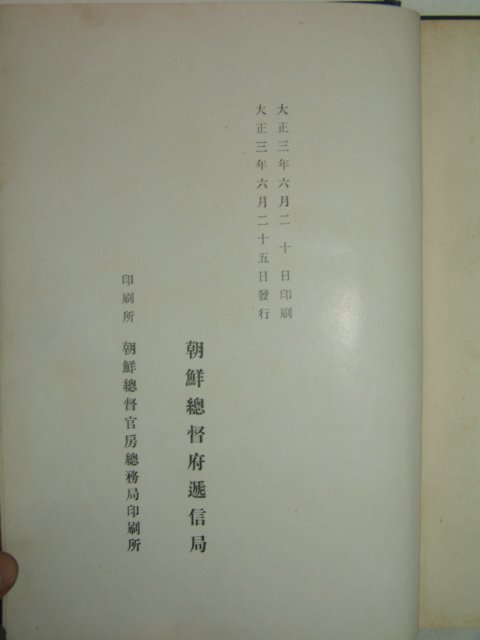 大正三年六月二十日印刷
大正三年六月二十五日發行
朝鮮總督府遞信局
印刷所 朝鮮總督官房總務局印刷所